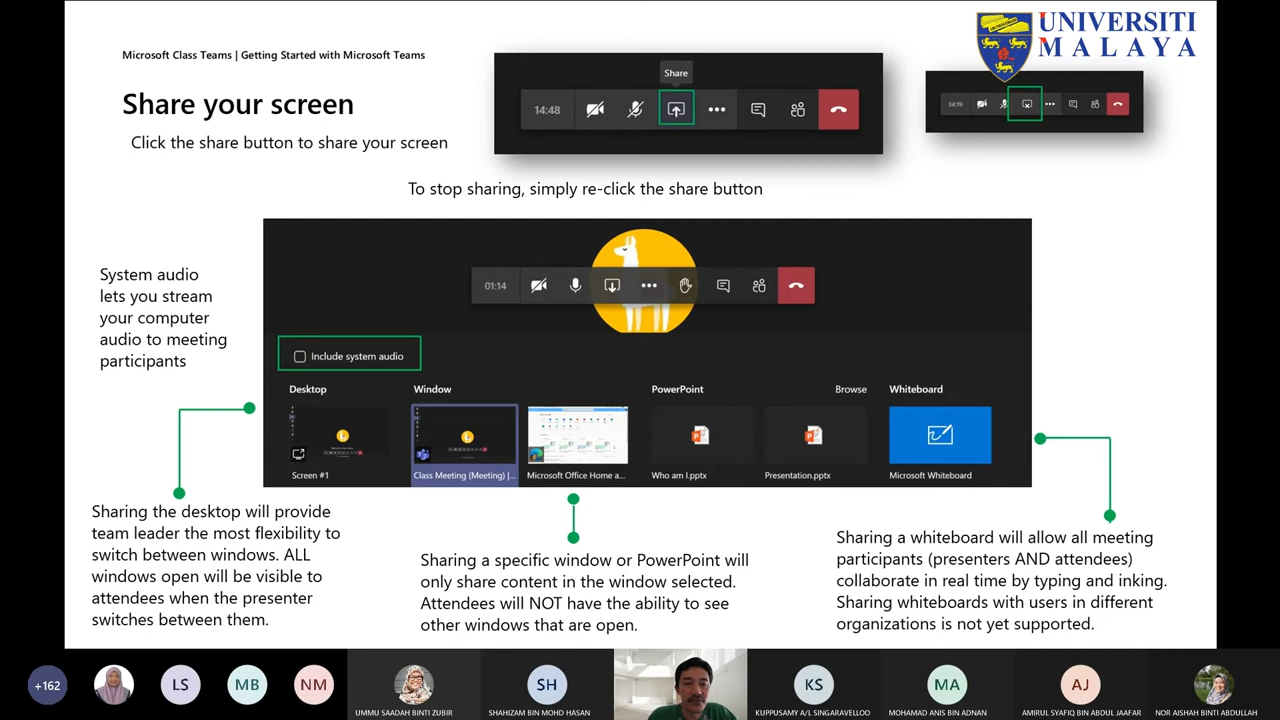 UNIVERSITI
MALAYA
Microsoft Class Teams | Getting Started with Microsoft Teams
Share your screen
Click the share button to share your screen
Share
14:48
34:19
To stop sharing, simply re-click the share button
System audio
lets you stream
your computer
audio to meeting
participants
01:14
Include system audio
Desktop
Window
PowerPoint
Browse
Whiteboard
Screen #1
Class Meeting (Meeting) |...
Microsoft Office Home a...
Who am I.pptx
Presentation.pptx
Microsoft Whiteboard
Sharing the desktop will provide
team leader the most flexibility to
switch between windows. ALL
windows open will be visible to
attendees when the presenter
switches between them.
Sharing a specific window or PowerPoint will
only share content in the window selected.
Attendees will NOT have the ability to see
other windows that are open.
Sharing a whiteboard will allow all meeting
participants (presenters AND attendees)
collaborate in real time by typing and inking.
Sharing whiteboards with users in different
organizations is not yet supported.
+162
LS
MB
NM
UMMU SAADAH BINTI ZUBIR
SH
SHAHIZAM BIN MOHD HASAN
KS
KUPPUSAMY A/L SINGARAVELLOO
MA
MOHAMAD ANIS BIN ADNAN
AJ
AMIRUL SYAFIQ BIN ABDUL JAAFAR
NOR AISHAH BINTI ABDULLAH